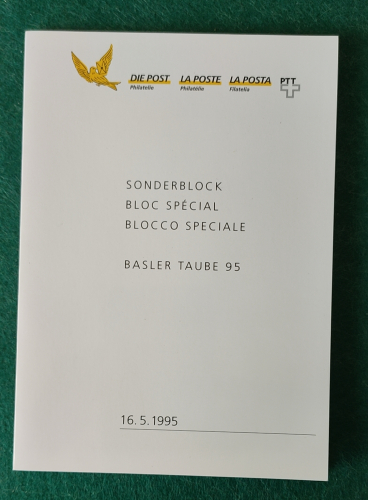 DIE POST LA POSTE LA POSTA PTT
Philatelie Philatélie Filatelia
SONDERBLOCK
BLOC SPÉCIAL
BLOCCO SPECIALE
BASLER TAUBE 95
16.5.1995